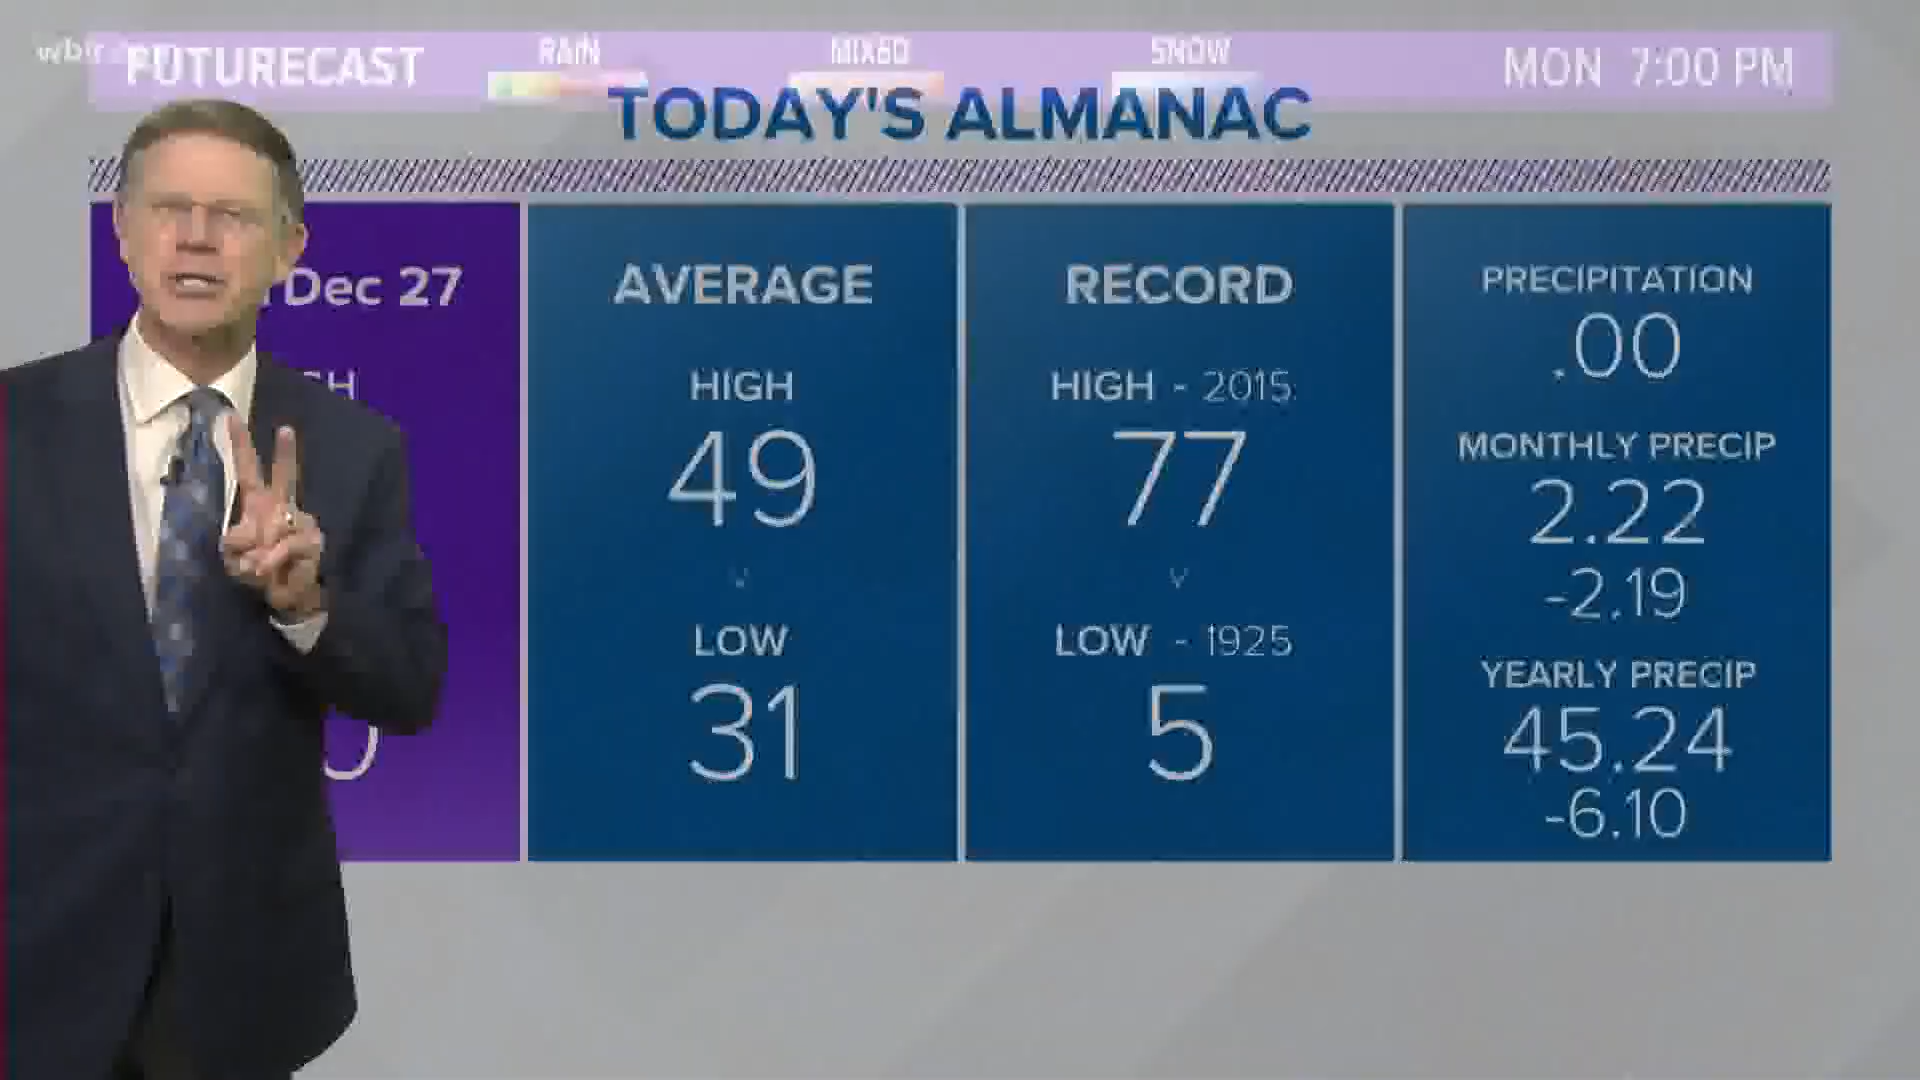 FUTURECAST
RAIN
MIXED
SNOW
MON 7:00 PM
TODAY'S ALMANAC
Dec 27
AVERAGE
HIGH
49
LOW
31
RECORD
HIGH - 2015
77
LOW - 1925
5
PRECIPITATION
.00
MONTHLY PRECIP
2.22
-2.19
YEARLY PRECIP
45.24
-6.10